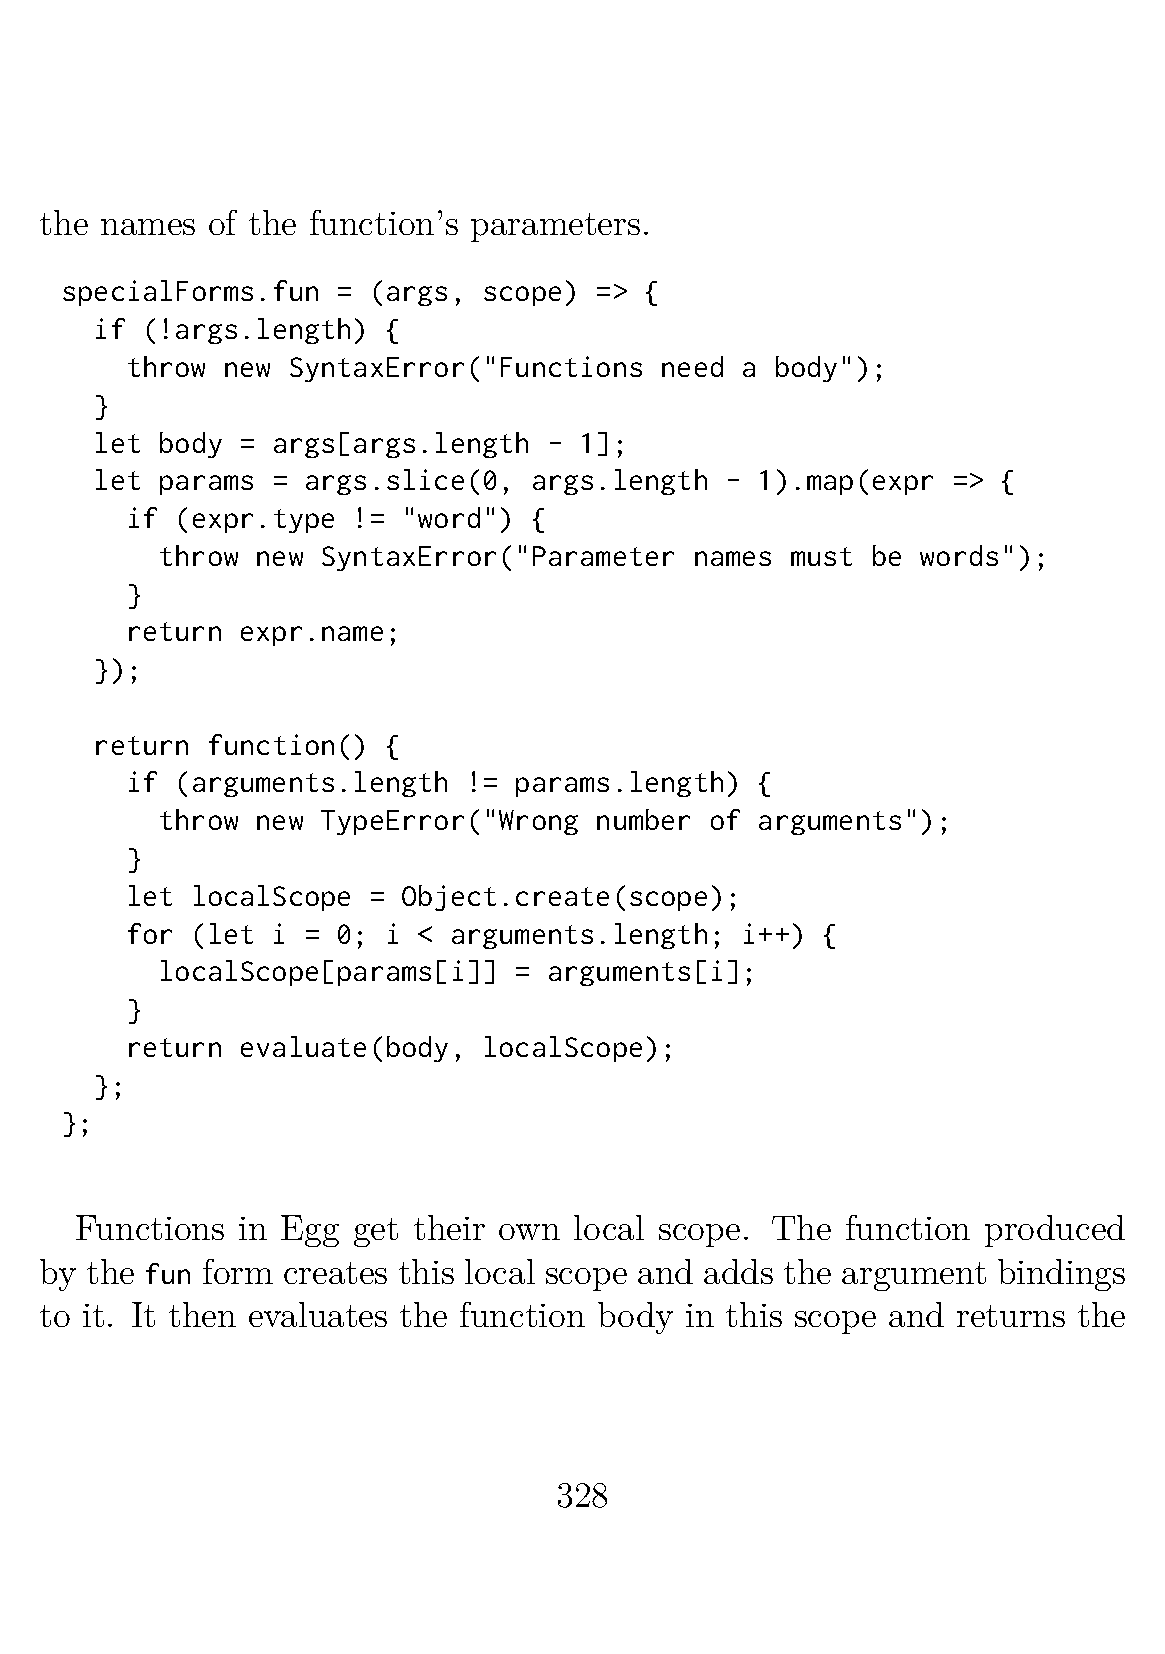 the names of the function’s parameters.
specialForms.fun = (args, scope) => {
  if (!args.length) {
    throw new SyntaxError("Functions need a body");
  }
  let body = args[args.length - 1];
  let params = args.slice(0, args.length - 1).map(expr => {
    if (expr.type != "word") {
      throw new SyntaxError("Parameter names must be words");
    }
    return expr.name;
  });

  return function() {
    if (arguments.length != params.length) {
      throw new TypeError("Wrong number of arguments");
    }
    let localScope = Object.create(scope);
    for (let i = 0; i < arguments.length; i++) {
      localScope[params[i]] = arguments[i];
    }
    return evaluate(body, localScope);
  };
};
Functions in Egg get their own local scope. The function produced
by the fun form creates this local scope and adds the argument bindings
to it. It then evaluates the function body in this scope and returns the
328